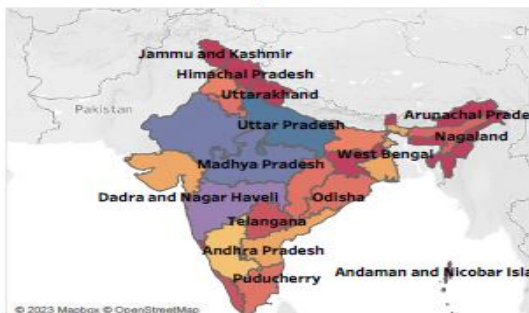 Jammu and Kashmir
Himachal Pradesh
Uttarakhand
Pakistan
Arunachal Prade
Uttar Pradesh
Nagaland
West Bengal
Madhya Pradesh
Dadra and Nagar Haveli
Odisha
Telangana
Andhra Pradesh
Andaman and Nicobar Isla
Puducherry
© 2023 Mapbox © OpenStreetMap